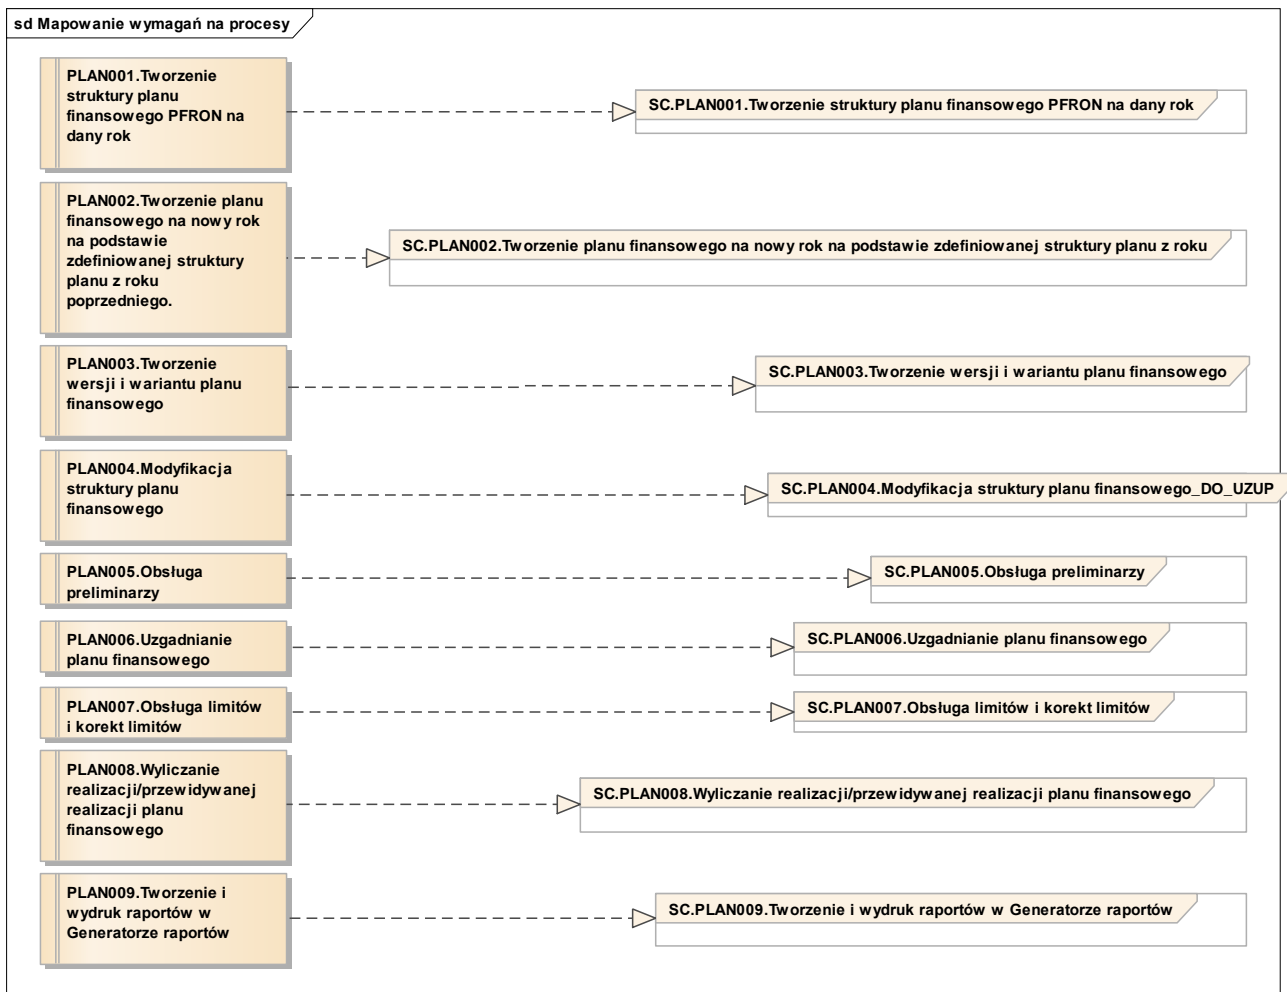 sd Mapowanie wymagań na procesy
PLAN001.Tworzenie
struktury planu
finansowego PFRON na
dany rok
SC.PLAN001.Tworzenie struktury planu finansowego PFRON na dany rok
PLAN002.Tworzenie planu
finansowego na nowy rok
na podstawie
zdefiniowanej struktury
planu z roku
poprzedniego.
SC.PLAN002.Tworzenie planu finansowego na nowy rok na podstawie zdefiniowanej struktury planu z roku
PLAN003.Tworzenie
wersji i wariantu planu
finansowego
SC.PLAN003.Tworzenie wersji i wariantu planu finansowego
PLAN004.Modyfikacja
struktury planu
finansowego
SC.PLAN004.Modyfikacja struktury planu finansowego_DO_UZUP
PLAN005.Obsługa
preliminarzy
SC.PLAN005.Obsługa preliminarzy
PLAN006.Uzgadnianie
planu finansowego
SC.PLAN006.Uzgadnianie planu finansowego
PLAN007.Obsługa limitów
i korekt limitów
SC.PLAN007.Obsługa limitów i korekt limitów
PLAN008.Wyliczanie
realizacji/przewidywanej
realizacji planu
finansowego
SC.PLAN008.Wyliczanie realizacji/przewidywanej realizacji planu finansowego
PLAN009.Tworzenie i
wydruk raportów w
Generatorze raportów
SC.PLAN009.Tworzenie i wydruk raportów w Generatorze raportów